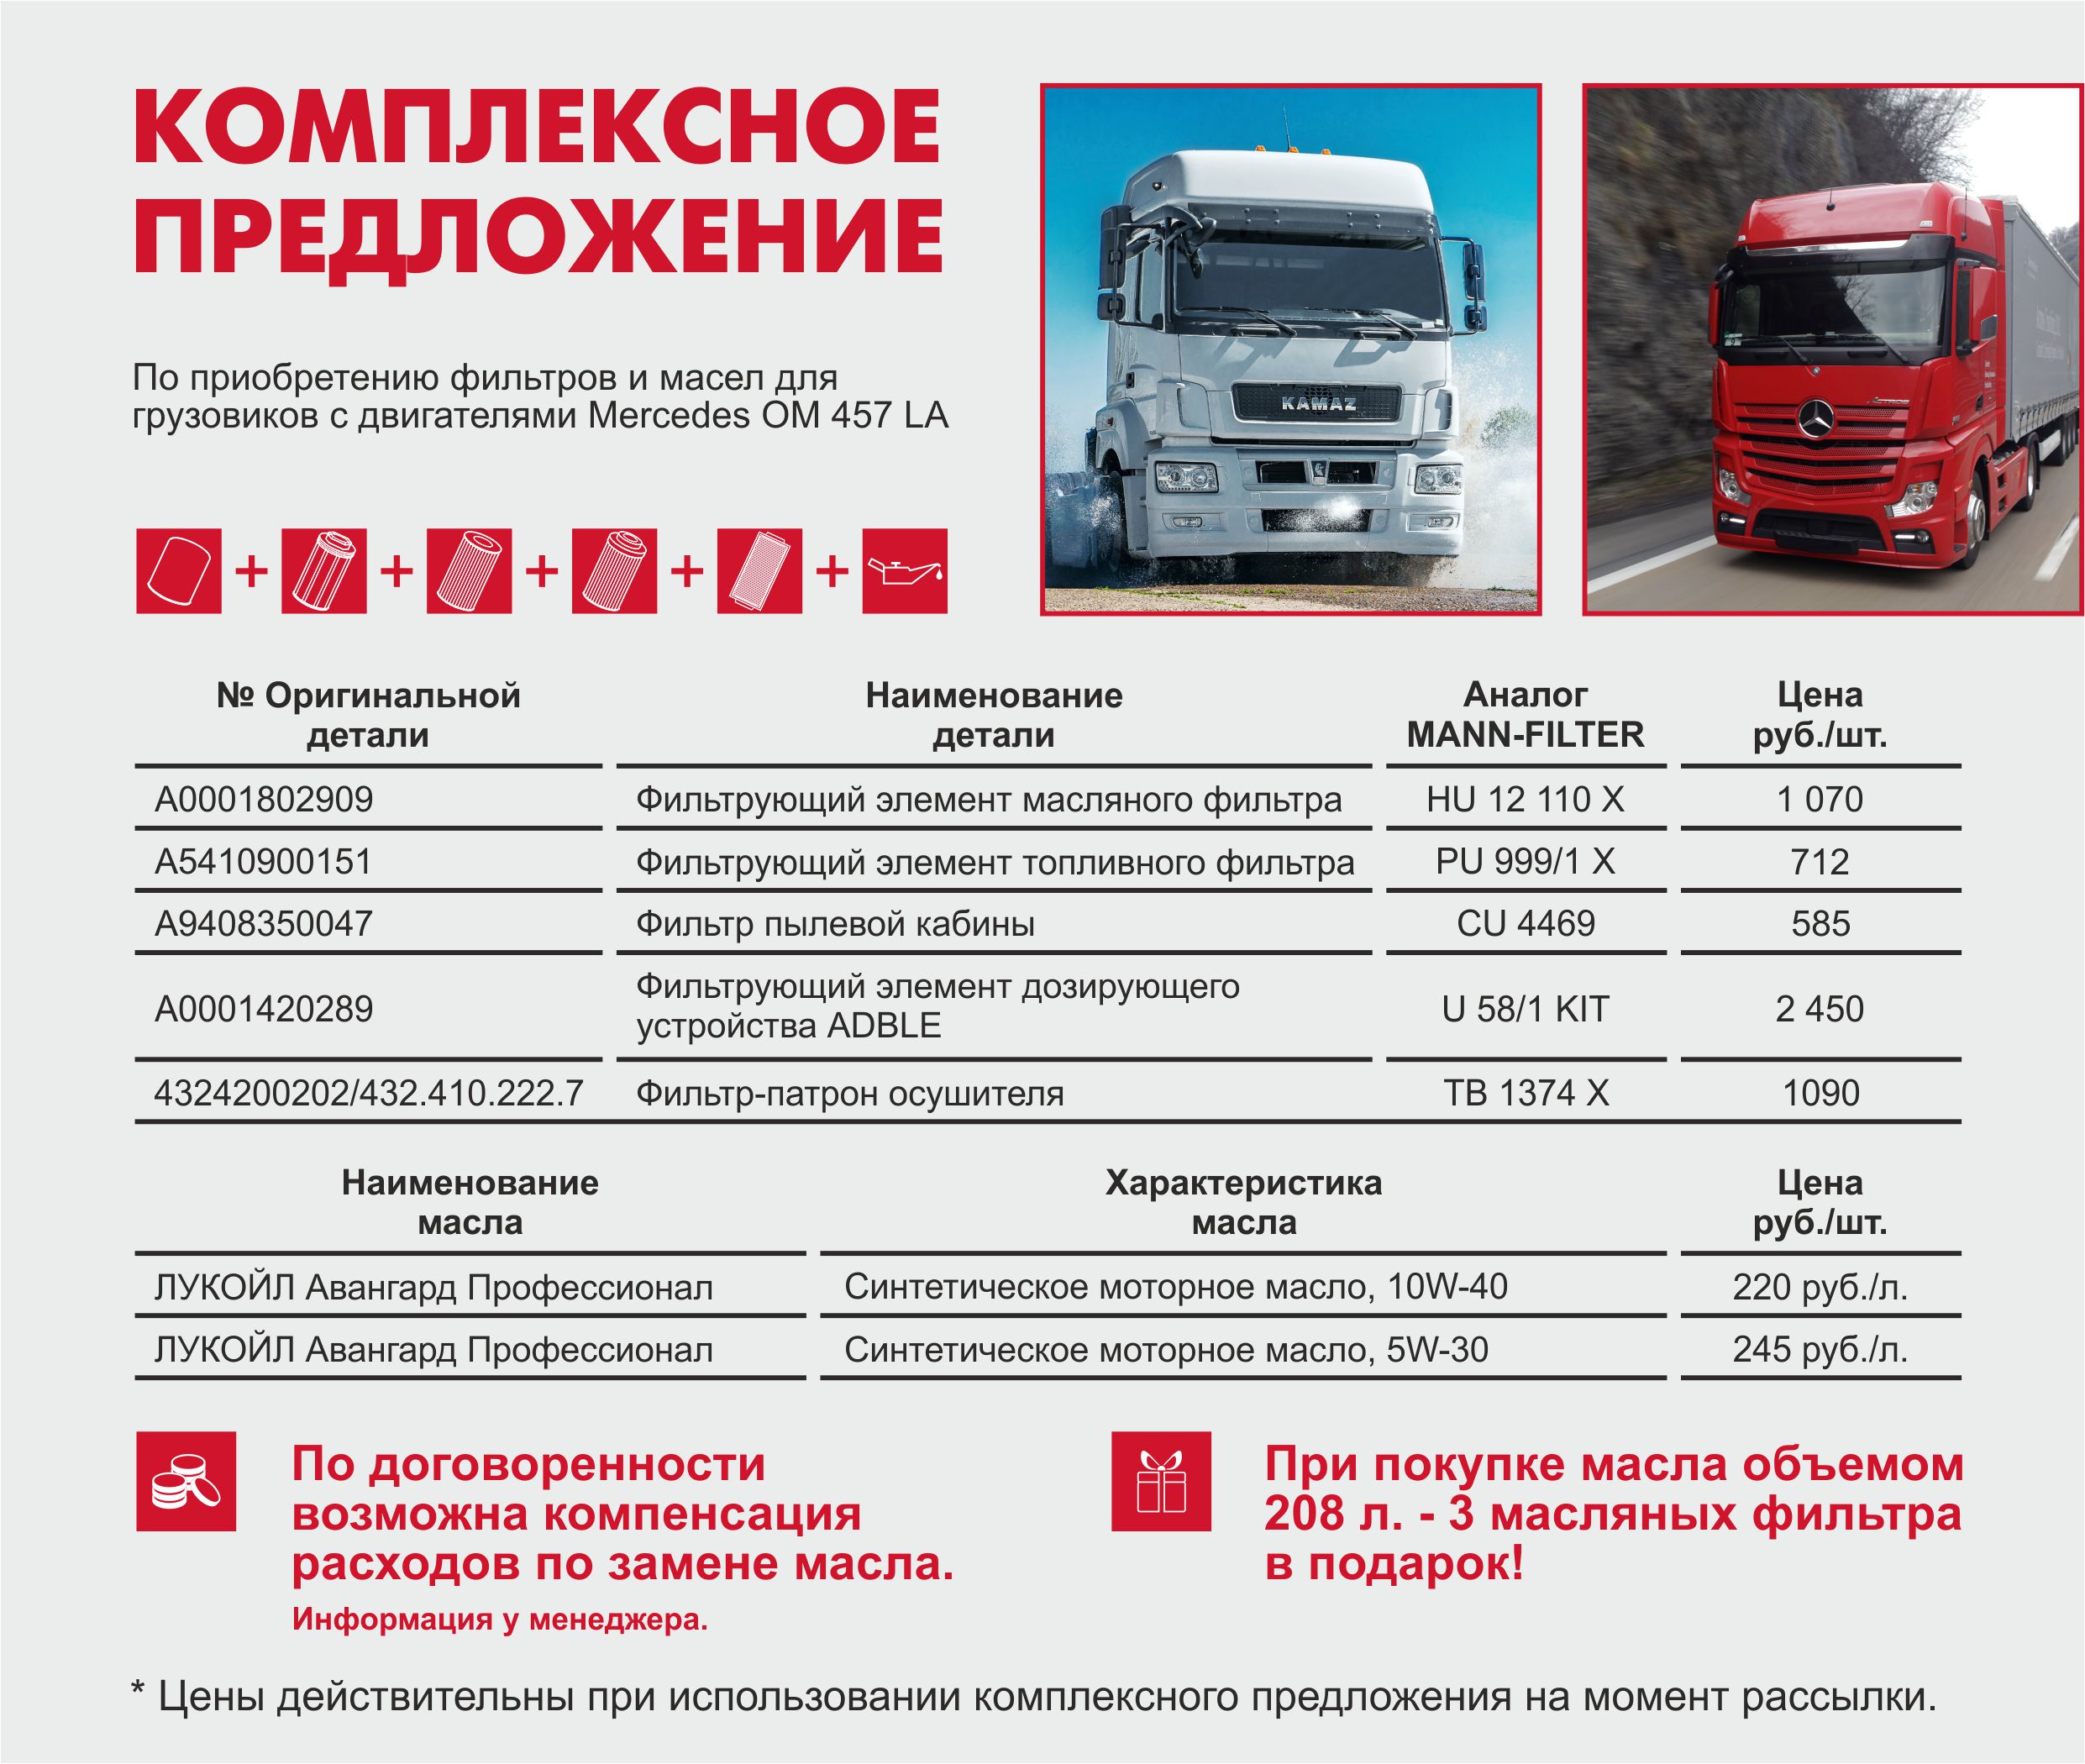 КОМПЛЕКСНОЕ
ПРЕДЛОЖЕНИЕ
По приобретению фильтров и масел для
грузовиков с двигателями Mercedes OM 457 LA
+ + + + +
KAMAZ
№ Оригинальной детали Наименование детали Аналог MANN-FILTER Цена руб./шт.
A0001802909 Фильтрующий элемент масляного фильтра HU 12 110 X 1 070
A5410900151 Фильтрующий элемент топливного фильтра PU 999/1 X 712
A9408350047 Фильтр пылевой кабины CU 4469 585
A0001420289 Фильтрующий элемент дозирующего устройства ADBLE U 58/1 KIT 2 450
4324200202/432.410.222.7 Фильтр-патрон осушителя TB 1374 X 1090
Наименование масла Характеристика масла Цена руб./шт.
ЛУКОЙЛ Авангард Профессионал Синтетическое моторное масло, 10W-40 220 руб./л.
ЛУКОЙЛ Авангард Профессионал Синтетическое моторное масло, 5W-30 245 руб./л.
По договоренности
возможна компенсация
расходов по замене масла.
Информация у менеджера.
При покупке масла объемом
208 л. - 3 масляных фильтра
в подарок!
* Цены действительны при использовании комплексного предложения на момент рассылки.